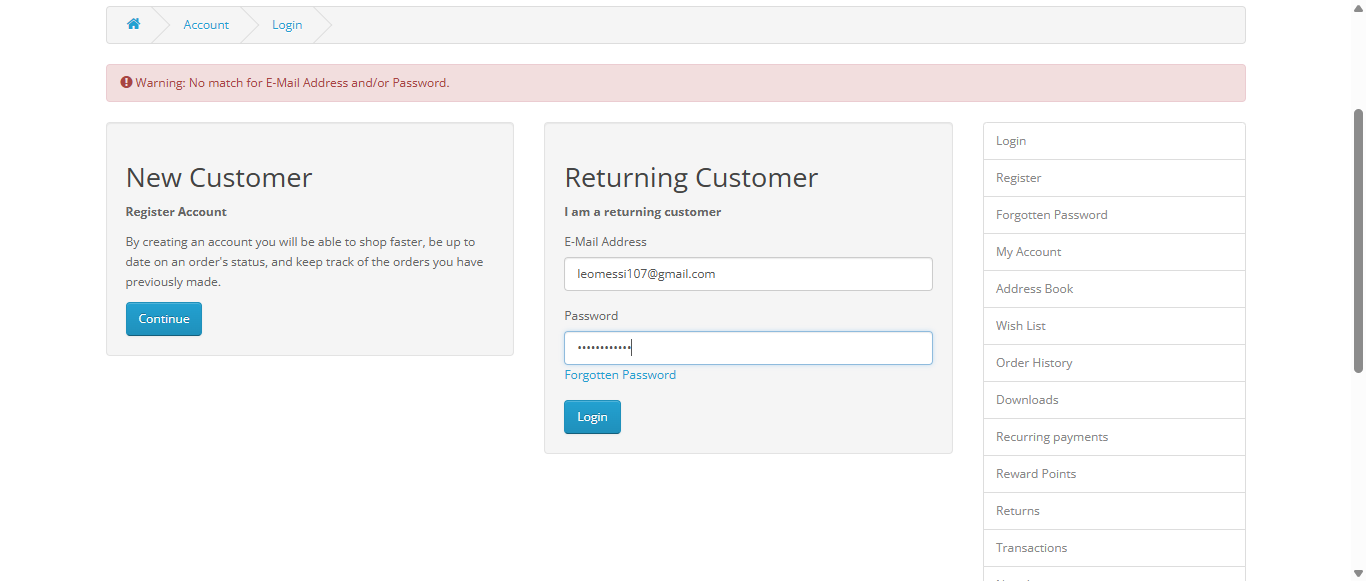 Account
Login
Warning: No match for E-Mail Address and/or Password.
New Customer
Register Account
By creating an account you will be able to shop faster, be up to
date on an order's status, and keep track of the orders you have
previously made.
Continue
Returning Customer
I am a returning customer
E-Mail Address
leomessi107@gmail.com
Password
••••••••••••
Forgotten Password
Login
Login
Register
Forgotten Password
My Account
Address Book
Wish List
Order History
Downloads
Recurring payments
Reward Points
Returns
Transactions